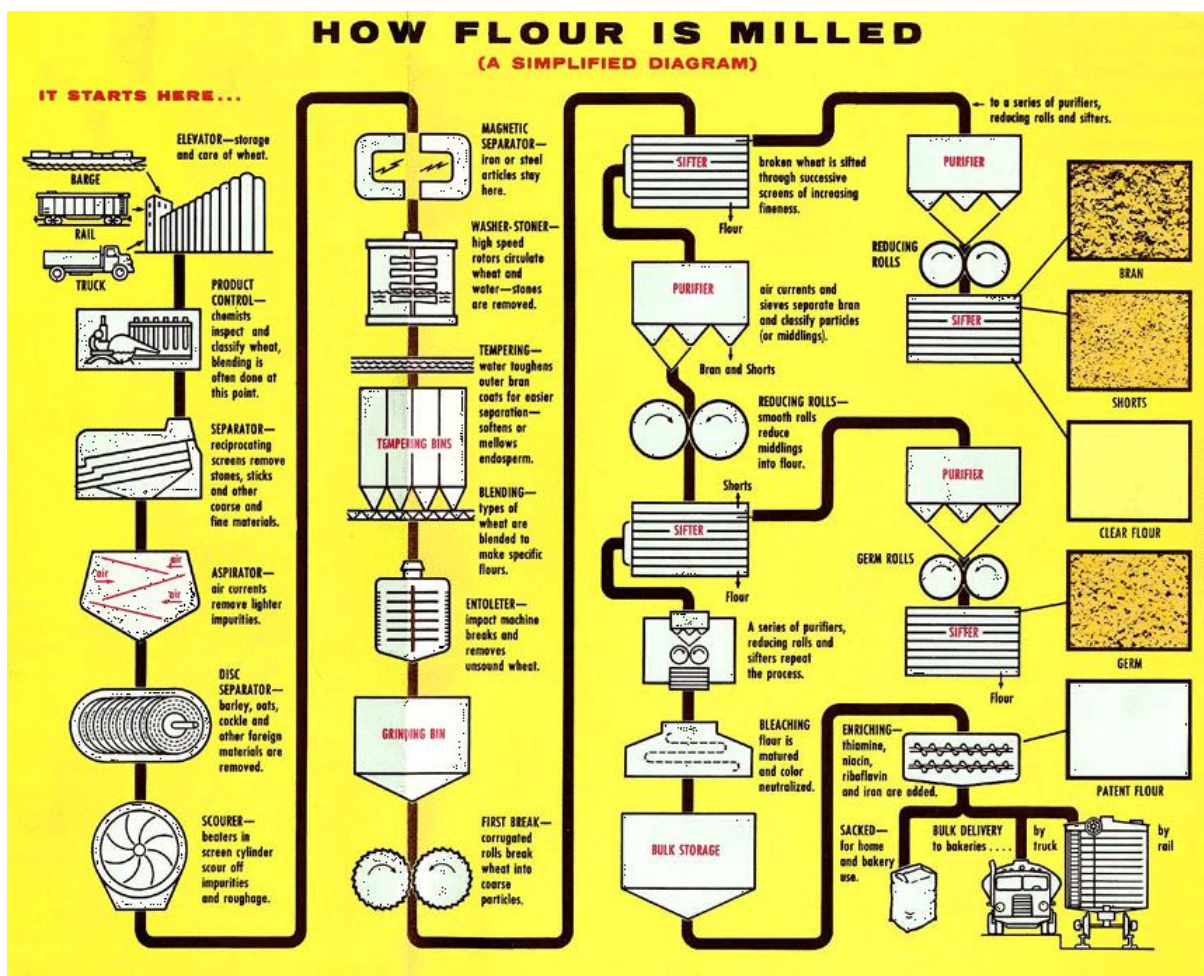 HOW FLOUR IS MILLED
(A SIMPLIFIED DIAGRAM)
IT STARTS HERE...
ELEVATOR—storage
and care of wheat.
BARGE
RAIL
TRUCK
PRODUCT
CONTROL—
chemists
inspect and
classify wheat,
blending is
often done at
this point.
SEPARATOR—
reciprocating
screens remove
stones, sticks
and other
coarse and
fine materials.
air
air
air
ASPIRATOR—
air currents
remove lighter
impurities.
DISC
SEPARATOR—
barley, oats,
cockle and
other foreign
materials are
removed.
SCOURER—
beaters in
screen cylinder
scour off
impurities
and roughage.
MAGNETIC
SEPARATOR—
iron or steel
articles stay
here.
WASHER-STONER—
high speed
rotors circulate
wheat and
water—stones
are removed.
TEMPERING—
water toughens
outer bran
coats for easier
separation—
softens or
mellows
endosperm.
TEMPERING BINS
BLENDING—
types of
wheat are
blended to
make specific
flours.
ENTOLETER—
impact machine
breaks and
removes
unsound wheat.
GRINDING BIN
FIRST BREAK—
corrugated
rolls break
wheat into
coarse
particles.
SIFTER
broken wheat is sifted
through successive
screens of increasing
fineness.
Flour
PURIFIER
air currents and
sieves separate bran
and classify particles
(or middlings).
Bran and Shorts
REDUCING ROLLS—
smooth rolls
reduce
middlings
into flour.
Shorts
SIFTER
Flour
A series of purifiers,
reducing rolls and
sifters repeat
the process.
BLEACHING
flour is
matured
and color
neutralized.
BULK STORAGE
to a series of purifiers,
reducing rolls and sifters.
PURIFIER
REDUCING
ROLLS
SIFTER
PURIFIER
GERM ROLLS
SIFTER
Flour
ENRICHING—
thiamine,
niacin,
riboflavin
and iron are added.
SACKED—
for home
and bakery
use.
BULK DELIVERY
to bakeries . . . .
by
truck
by
rail
BRAN
SHORTS
CLEAR FLOUR
GERM
PATENT FLOUR